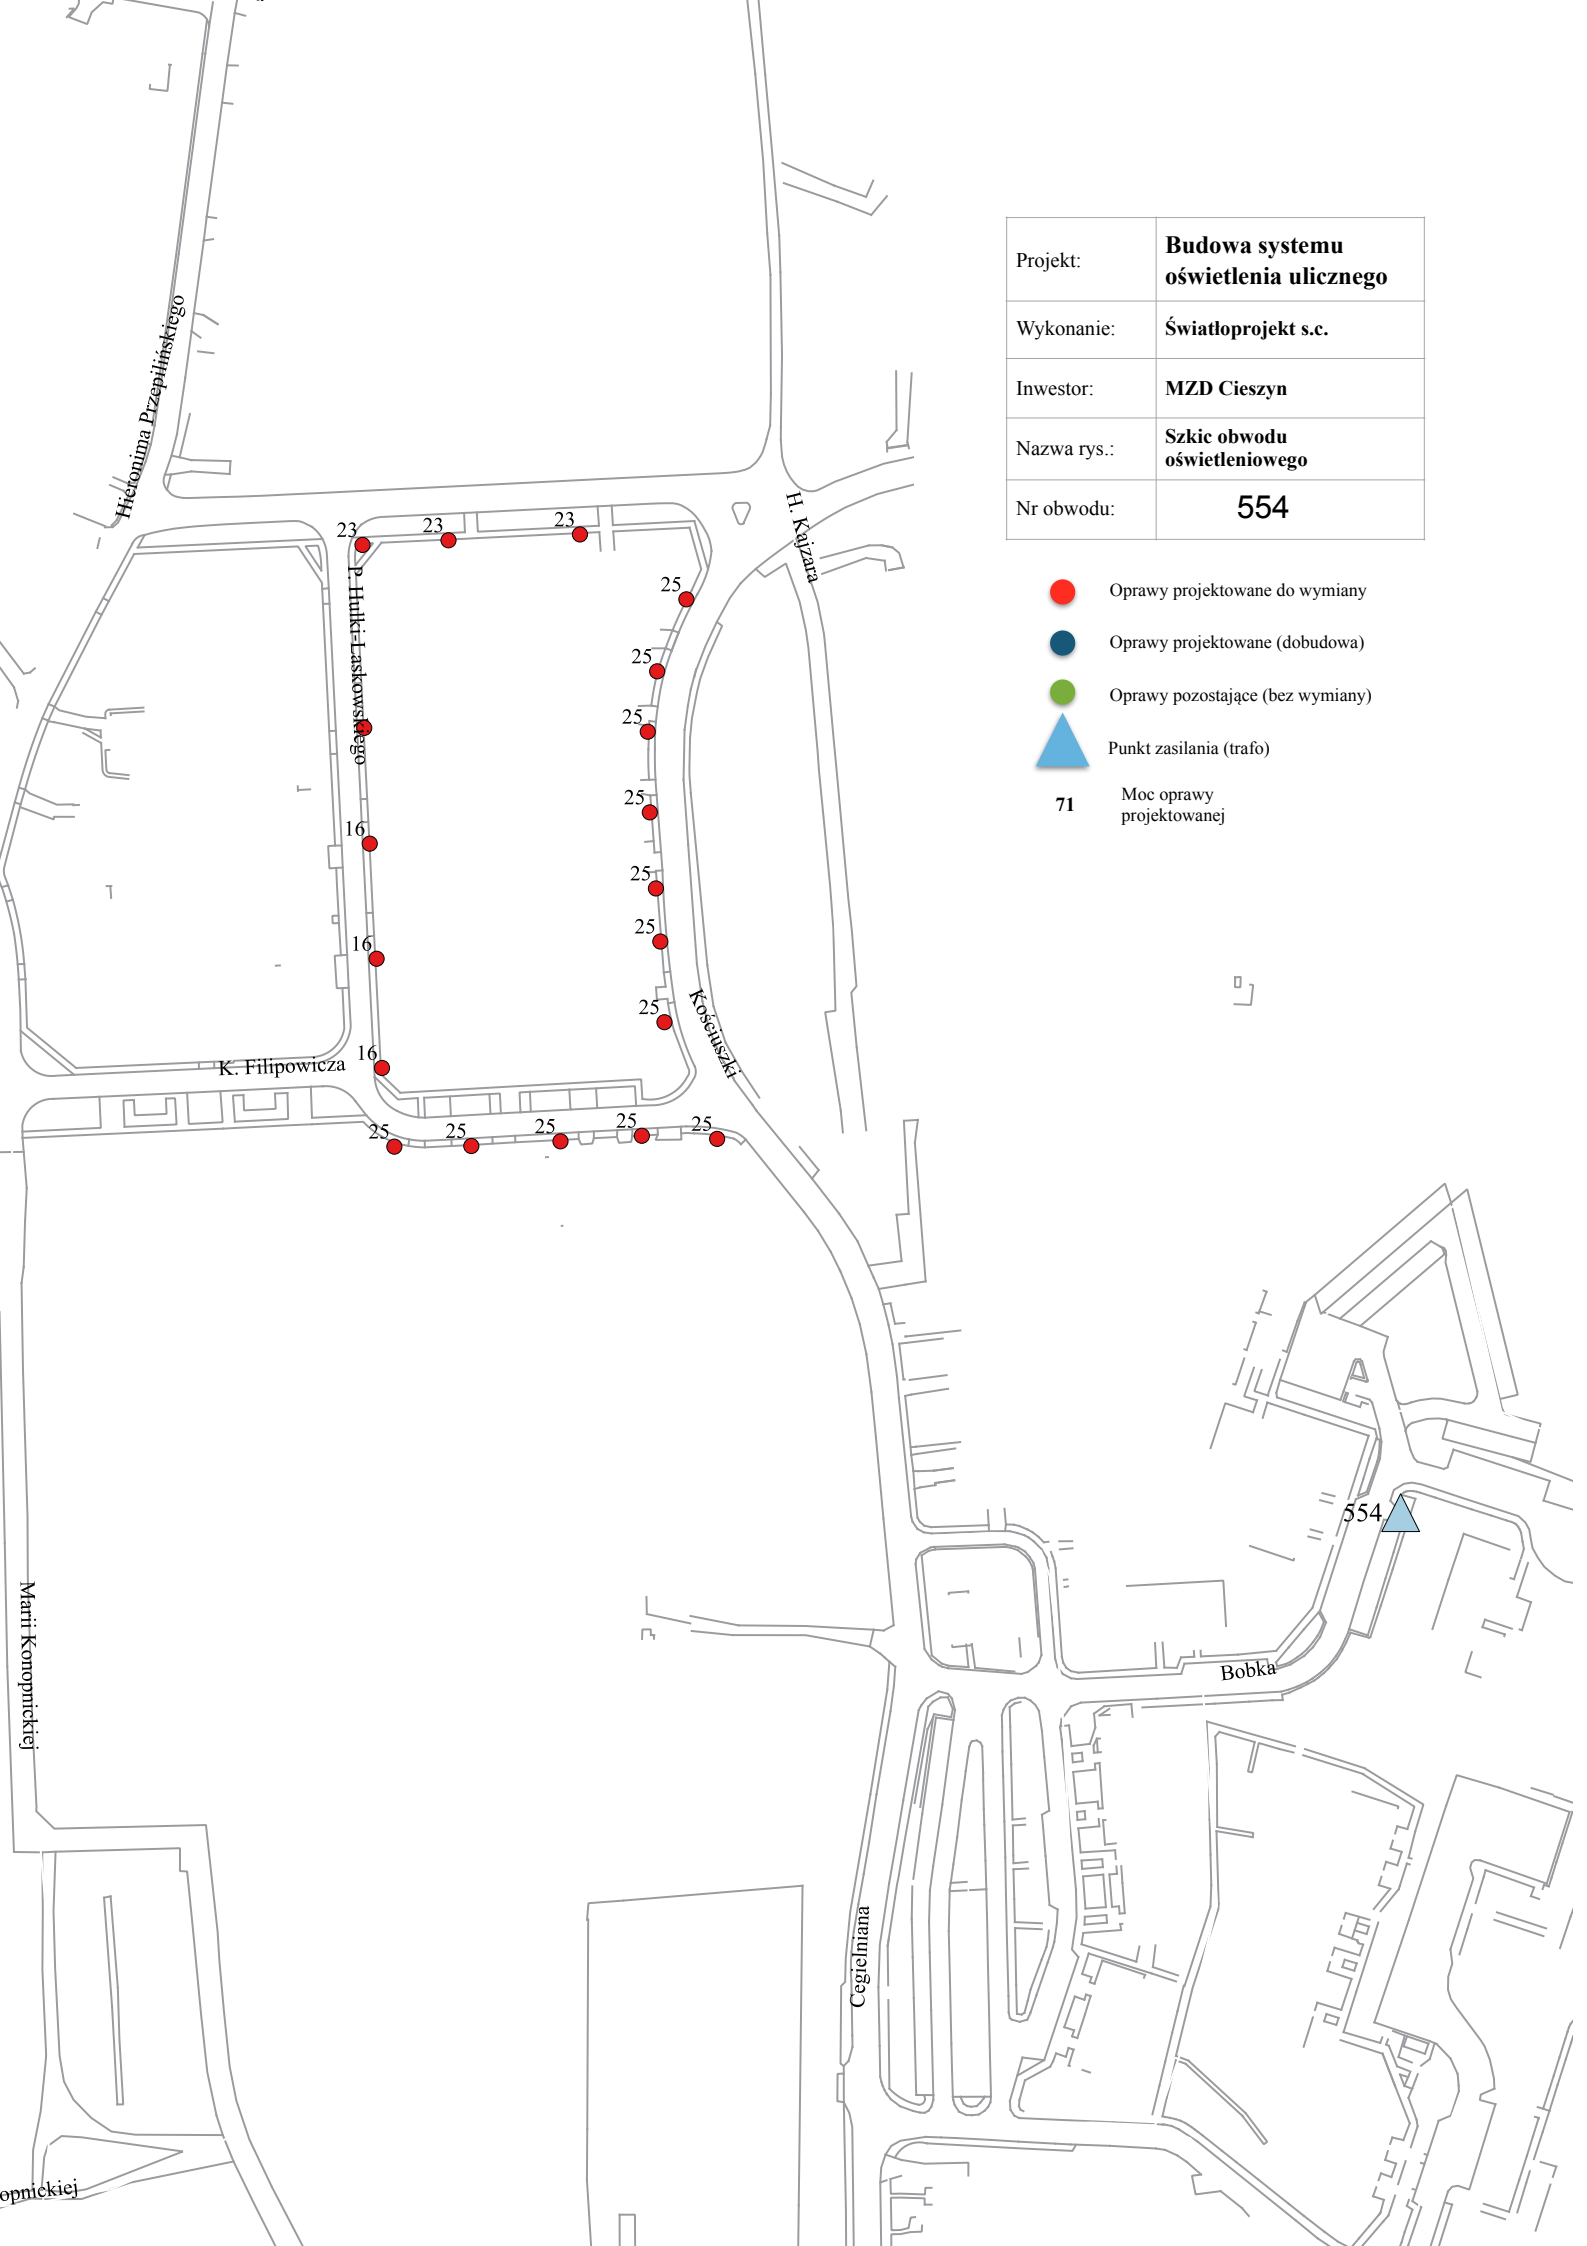 Projekt:
Budowa systemu
oświetlenia ulicznego
Wykonanie:
Światłoprojekt s.c.
Inwestor:
MZD Cieszyn
Nazwa rys.:
Szkic obwodu
oświetleniowego
Nr obwodu:
554
Oprawy projektowane do wymiany
Oprawy projektowane (dobudowa)
Oprawy pozostające (bez wymiany)
Punkt zasilania (trafo)
71
Moc oprawy
projektowanej
Hieronima Przepilińskiego
H. Kajzara
23
23
23
P. Hulki-Laskowskiego
25
25
25
25
16
25
25
16
25
Kościuszki
16
K. Filipowicza
25
25
25
25
25
554
Marii Konopnickiej
Bobka
Cegielniana
opnickiej